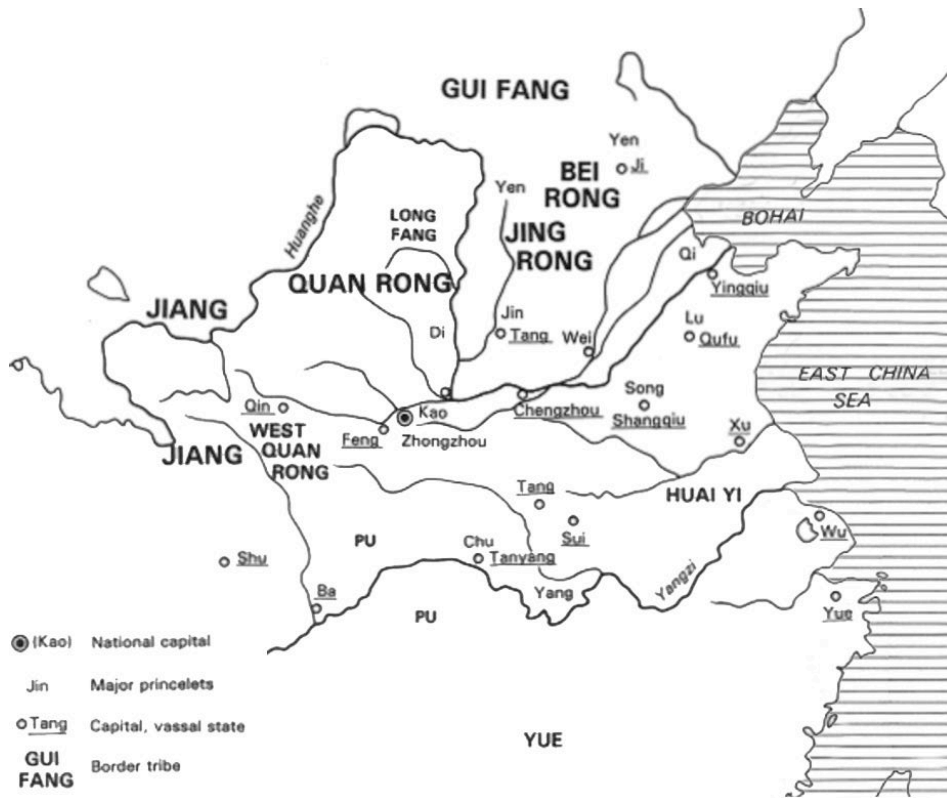 GUI FANG
Yen
Ji
BEI
RONG
Yen
BOHAI
LONG
FANG
Huanghe
JING
RONG
QUAN RONG
Qi
Yingqiu
JIANG
Di
Jin
Tang
Wei
Lu
Qufu
EAST CHINA
SEA
Qin
Kao
Chengzhou
Song
Shangqiu
WEST
QUAN
RONG
Feng
Zhongzhou
Xu
JIANG
Tang
HUAI YI
Sui
Wu
PU
Chu
Tanyang
Shu
Yang
Yangzi
Ba
PU
Yue
(Kao) National capital
Jin Major princelets
Tang Capital, vassal state
GUI
FANG Border tribe
YUE